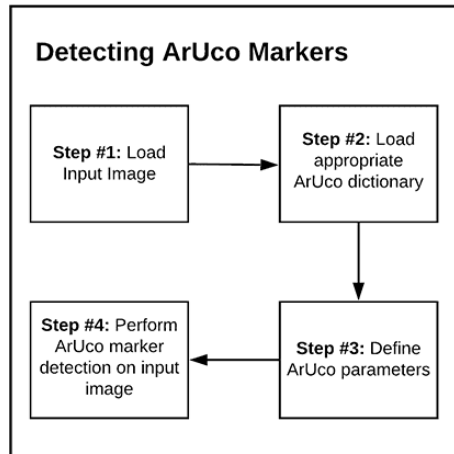 Detecting ArUco Markers
Step #1: Load
Input Image
Step #2: Load
appropriate
ArUco dictionary
Step #3: Define
ArUco parameters
Step #4: Perform
ArUco marker
detection on input
image